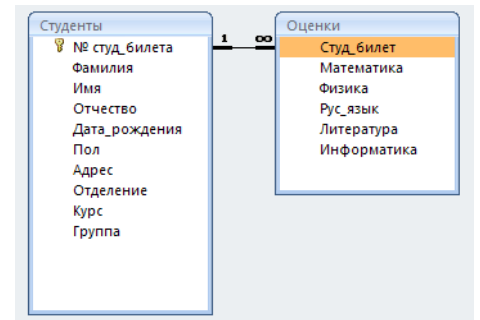 Студенты
№ студ_билета
Фамилия
Имя
Отчество
Дата_рождения
Пол
Адрес
Отделение
Курс
Группа
1 ∞
Оценки
Студ_билет
Математика
Физика
Рус_язык
Литература
Информатика